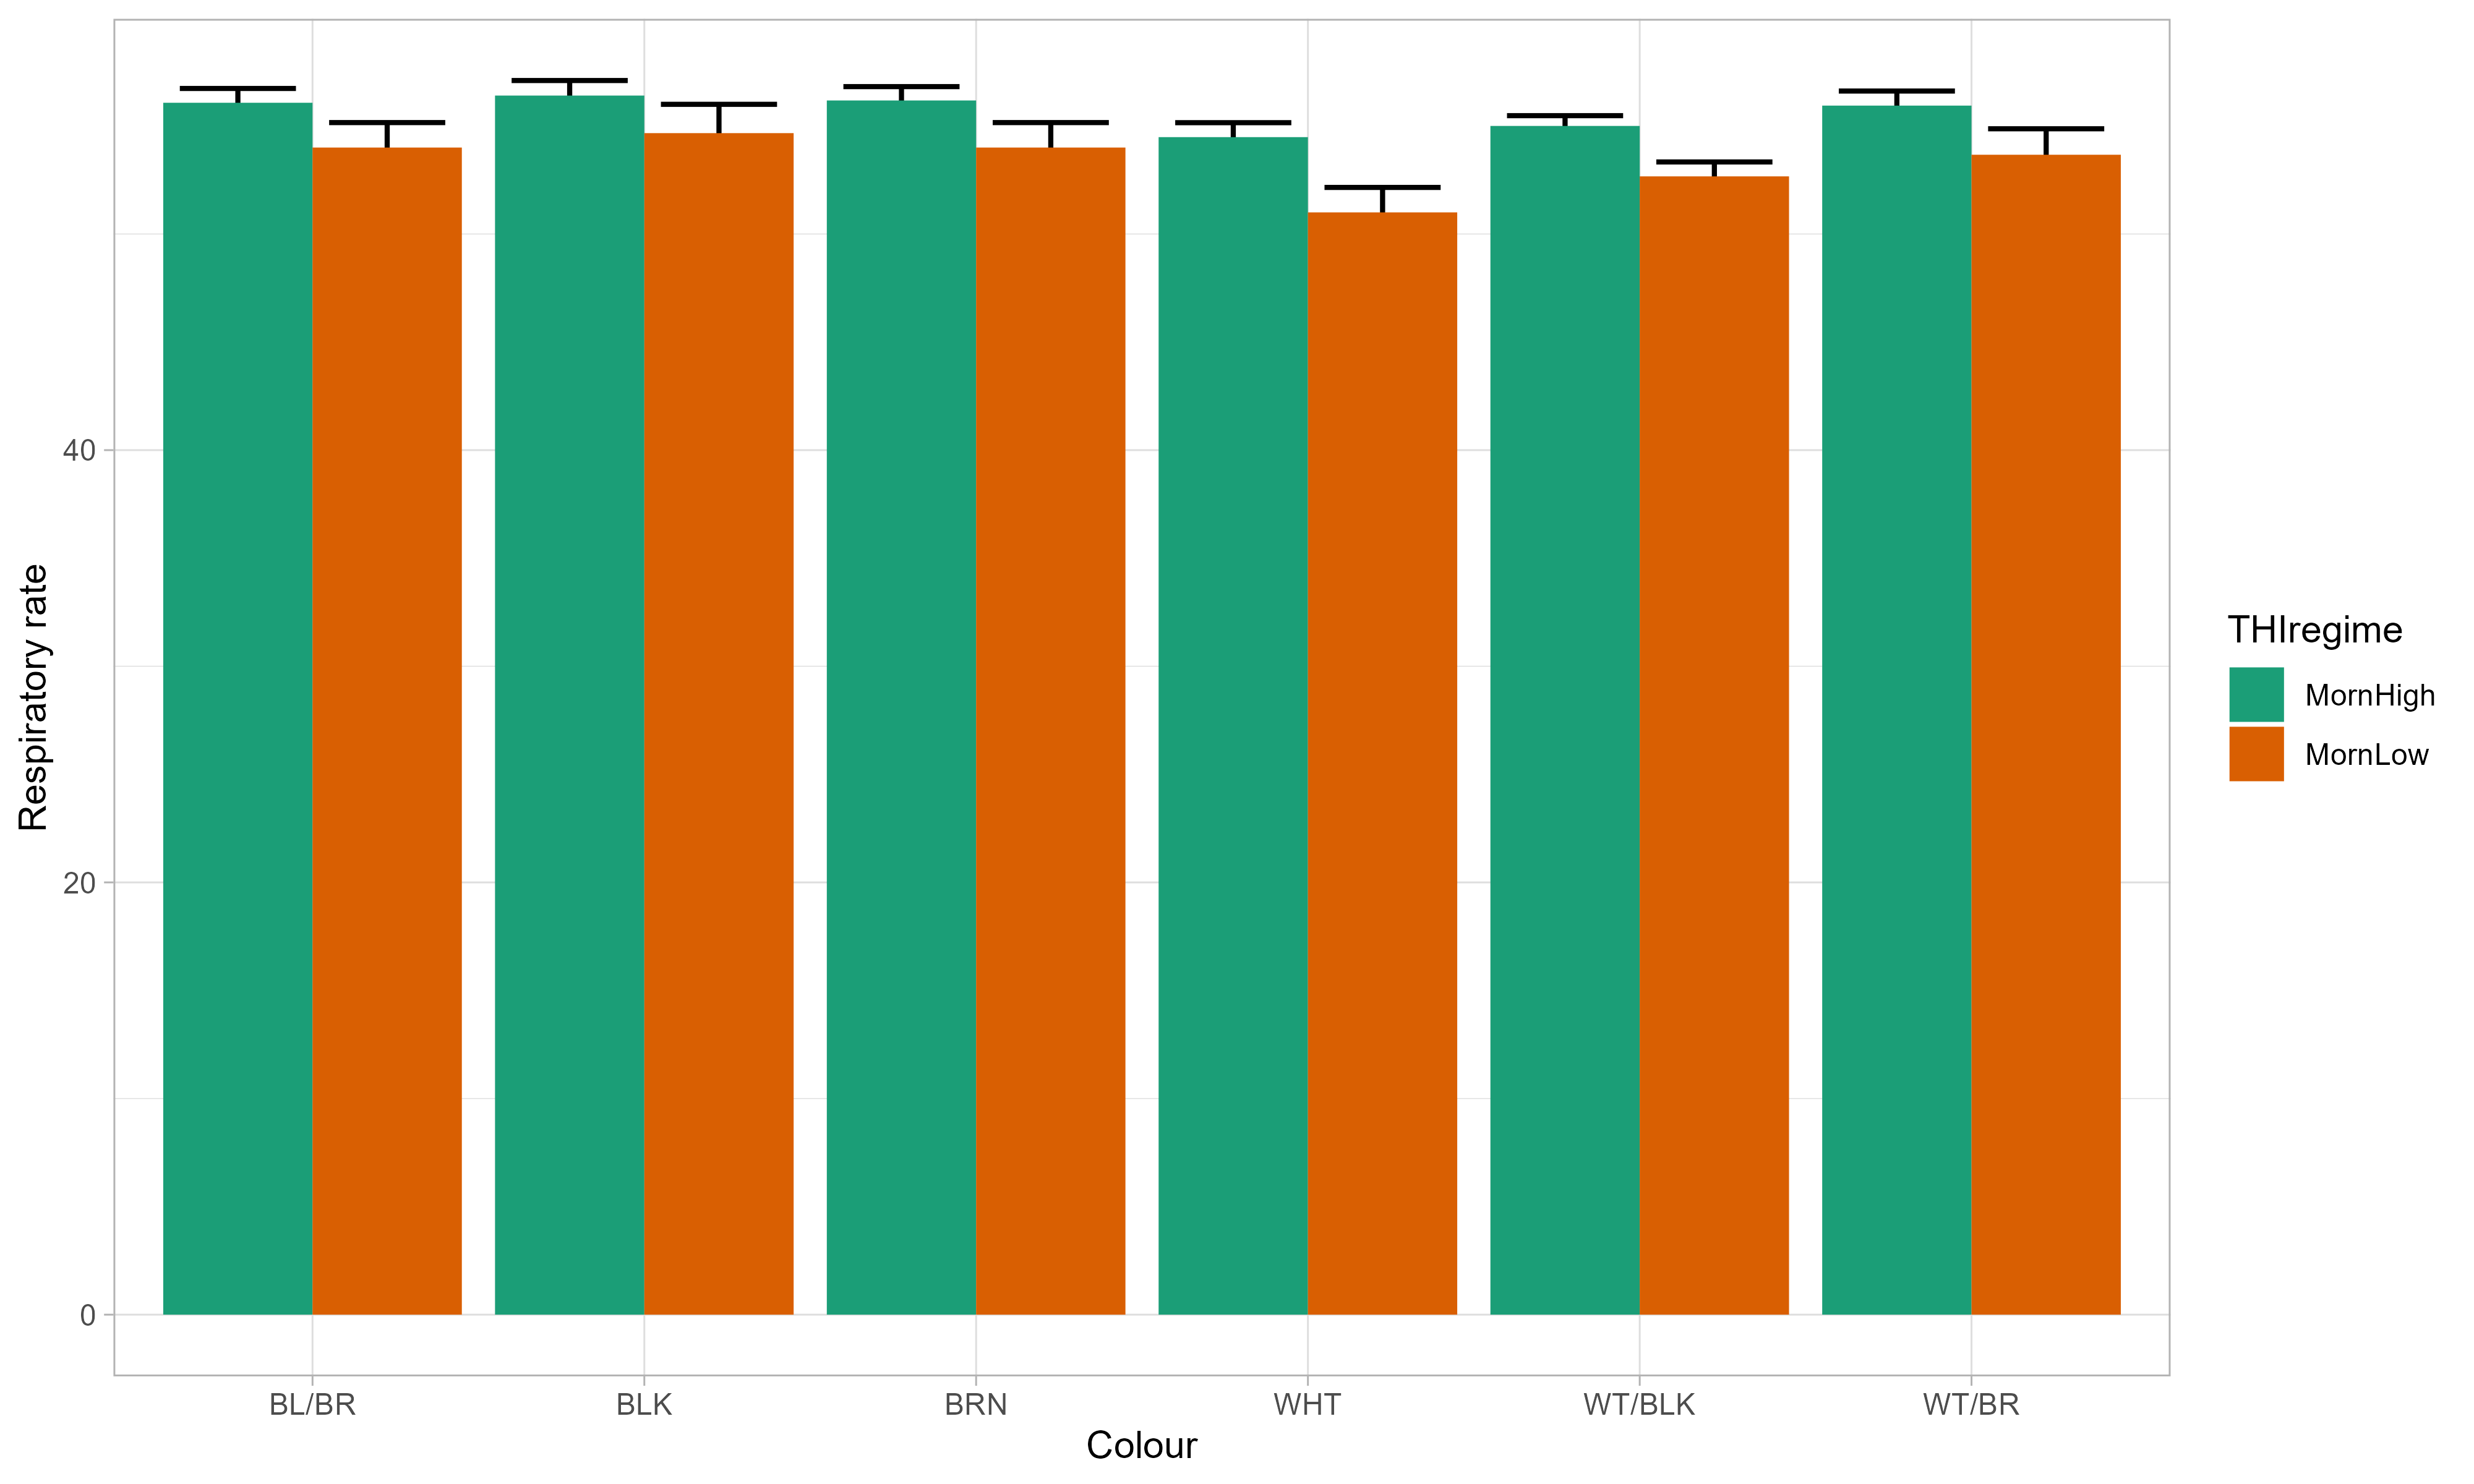 Respiratory rate
40
20
0
BL/BR BLK BRN WHT WT/BLK WT/BR
Colour
THIregime
MornHigh
MornLow